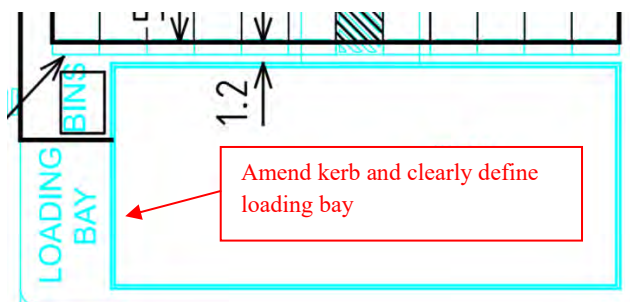 BINS
1.2
LOADING
BAY
Amend kerb and clearly define
loading bay